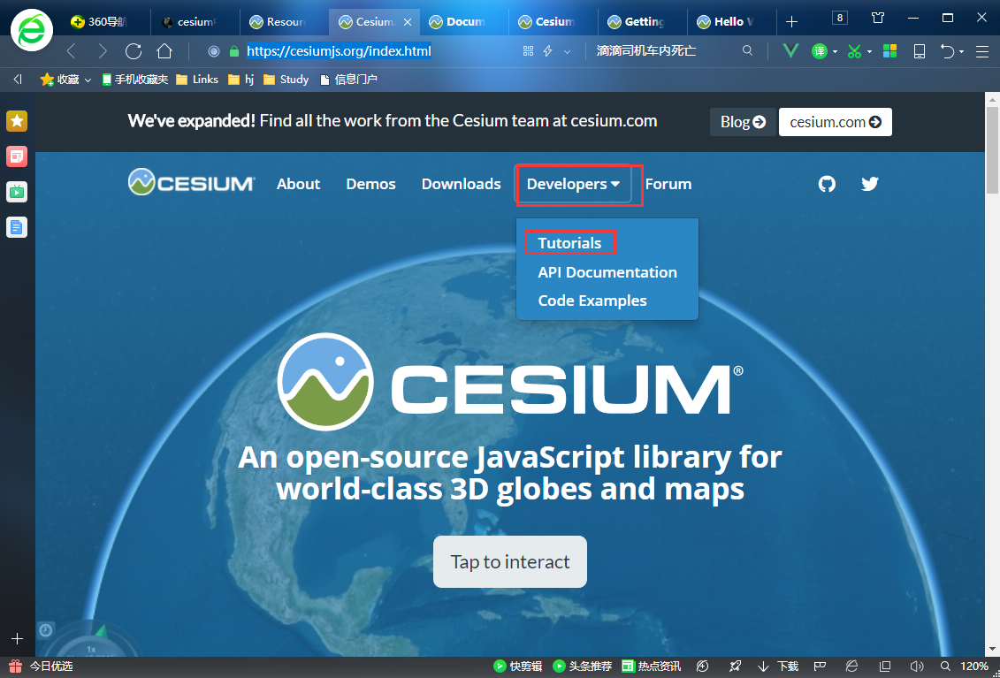 360导航
cesium
Resour
Cesium
Docum
Cesium
Getting
Hello
8
https://cesiumjs.org/index.html
滴滴司机车内死亡
译
收藏
手机收藏夹
Links
hj
Study
信息门户
We've expanded! Find all the work from the Cesium team at cesium.com
Blog
cesium.com
CESIUM
About
Demos
Downloads
Developers
Forum
Tutorials
API Documentation
Code Examples
CESIUM®
An open-source JavaScript library for
world-class 3D globes and maps
Tap to interact
1x
今日优选
快剪辑
头条推荐
热点资讯
下载
120%